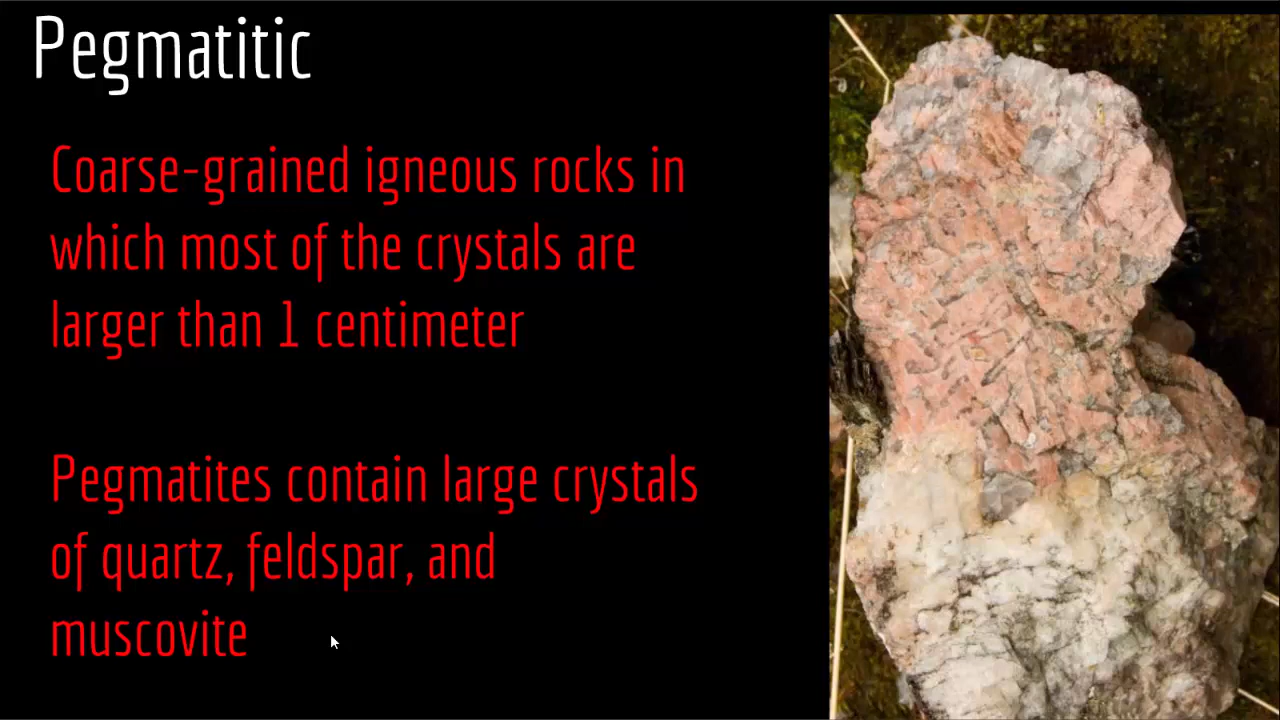 Pegmatitic
Coarse-grained igneous rocks in
which most of the crystals are
larger than 1 centimeter
Pegmatites contain large crystals
of quartz, feldspar, and
muscovite